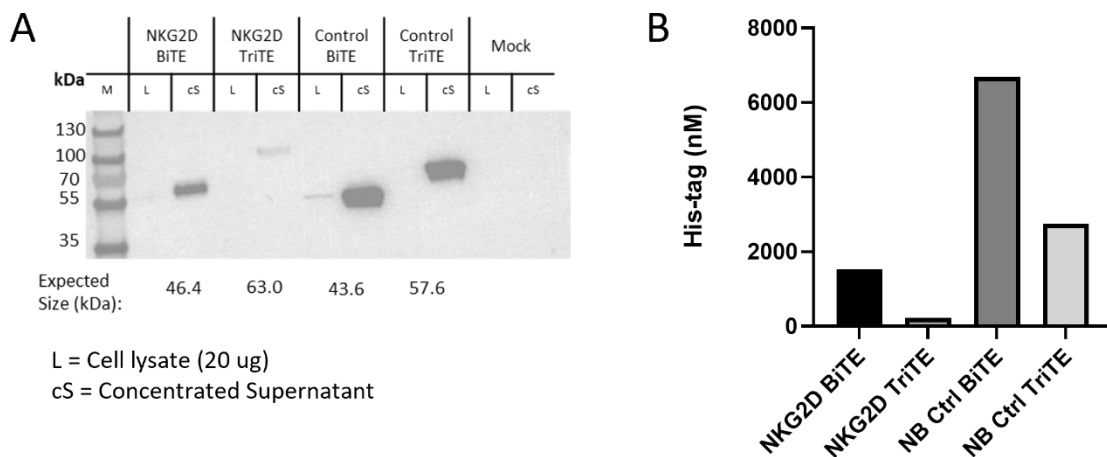 A
NKG2D BiTE
NKG2D TriTE
Control BiTE
Control TriTE
Mock
kDa
M L cS L cS L cS L cS L cS
130
100
70
55
35
Expected Size (kDa): 46.4 63.0 43.6 57.6
L = Cell lysate (20 ug)
cS = Concentrated Supernatant
B
His-tag (nM)
8000
6000
4000
2000
0
NKG2D BiTE
NKG2D TriTE
NB Ctrl BiTE
NB Ctrl TriTE